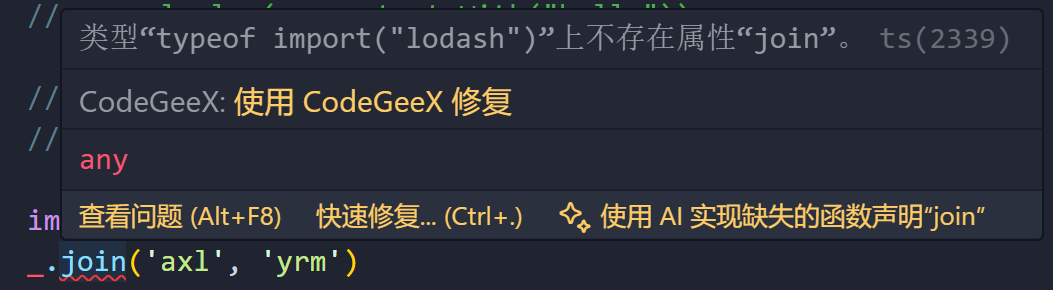 //
类型“typeof import("lodash")”上不存在属性“join”。 ts(2339)
//
CodeGeeX: 使用 CodeGeeX 修复
//
any
im
查看问题 (Alt+F8) 快速修复... (Ctrl+.) 使用 AI 实现缺失的函数声明“join”
_.join('axl', 'yrm')